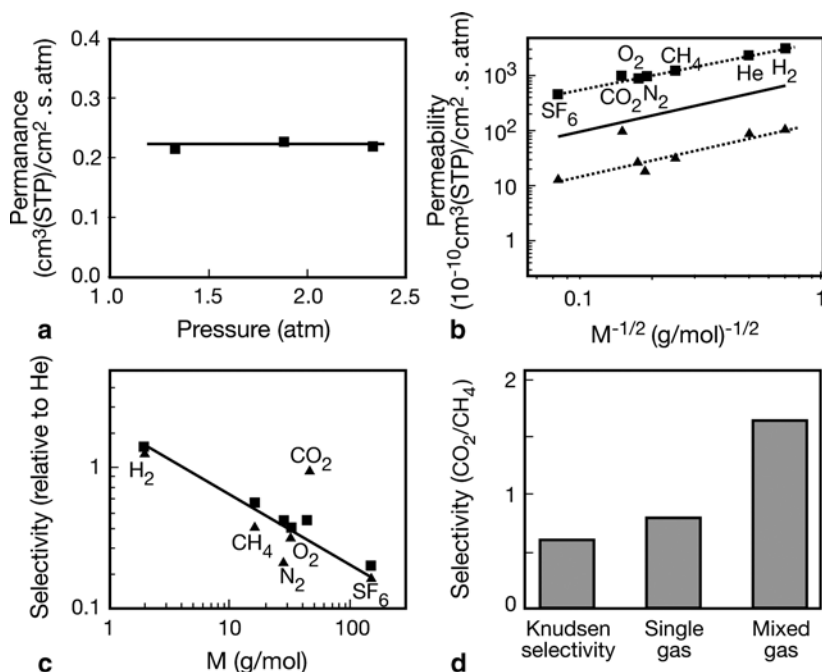 Permanance
(cm³(STP)/cm² . s. atm)
0.4
0.3
0.2
0.1
0.0
1.0
1.5
2.0
2.5
Pressure (atm)
a
Permeability
(10⁻¹⁰cm³(STP)/cm² . s. atm)
10³
10²
10
1
0.1
1
SF₆
O₂
CO₂
N₂
CH₄
He
H₂
M⁻¹/² (g/mol)⁻¹/²
b
Selectivity (relative to He)
1
0.1
1
10
100
H₂
CO₂
CH₄
O₂
N₂
SF₆
M (g/mol)
c
Selectivity (CO₂/CH₄)
2
1
0
Knudsen
selectivity
Single
gas
Mixed
gas
d